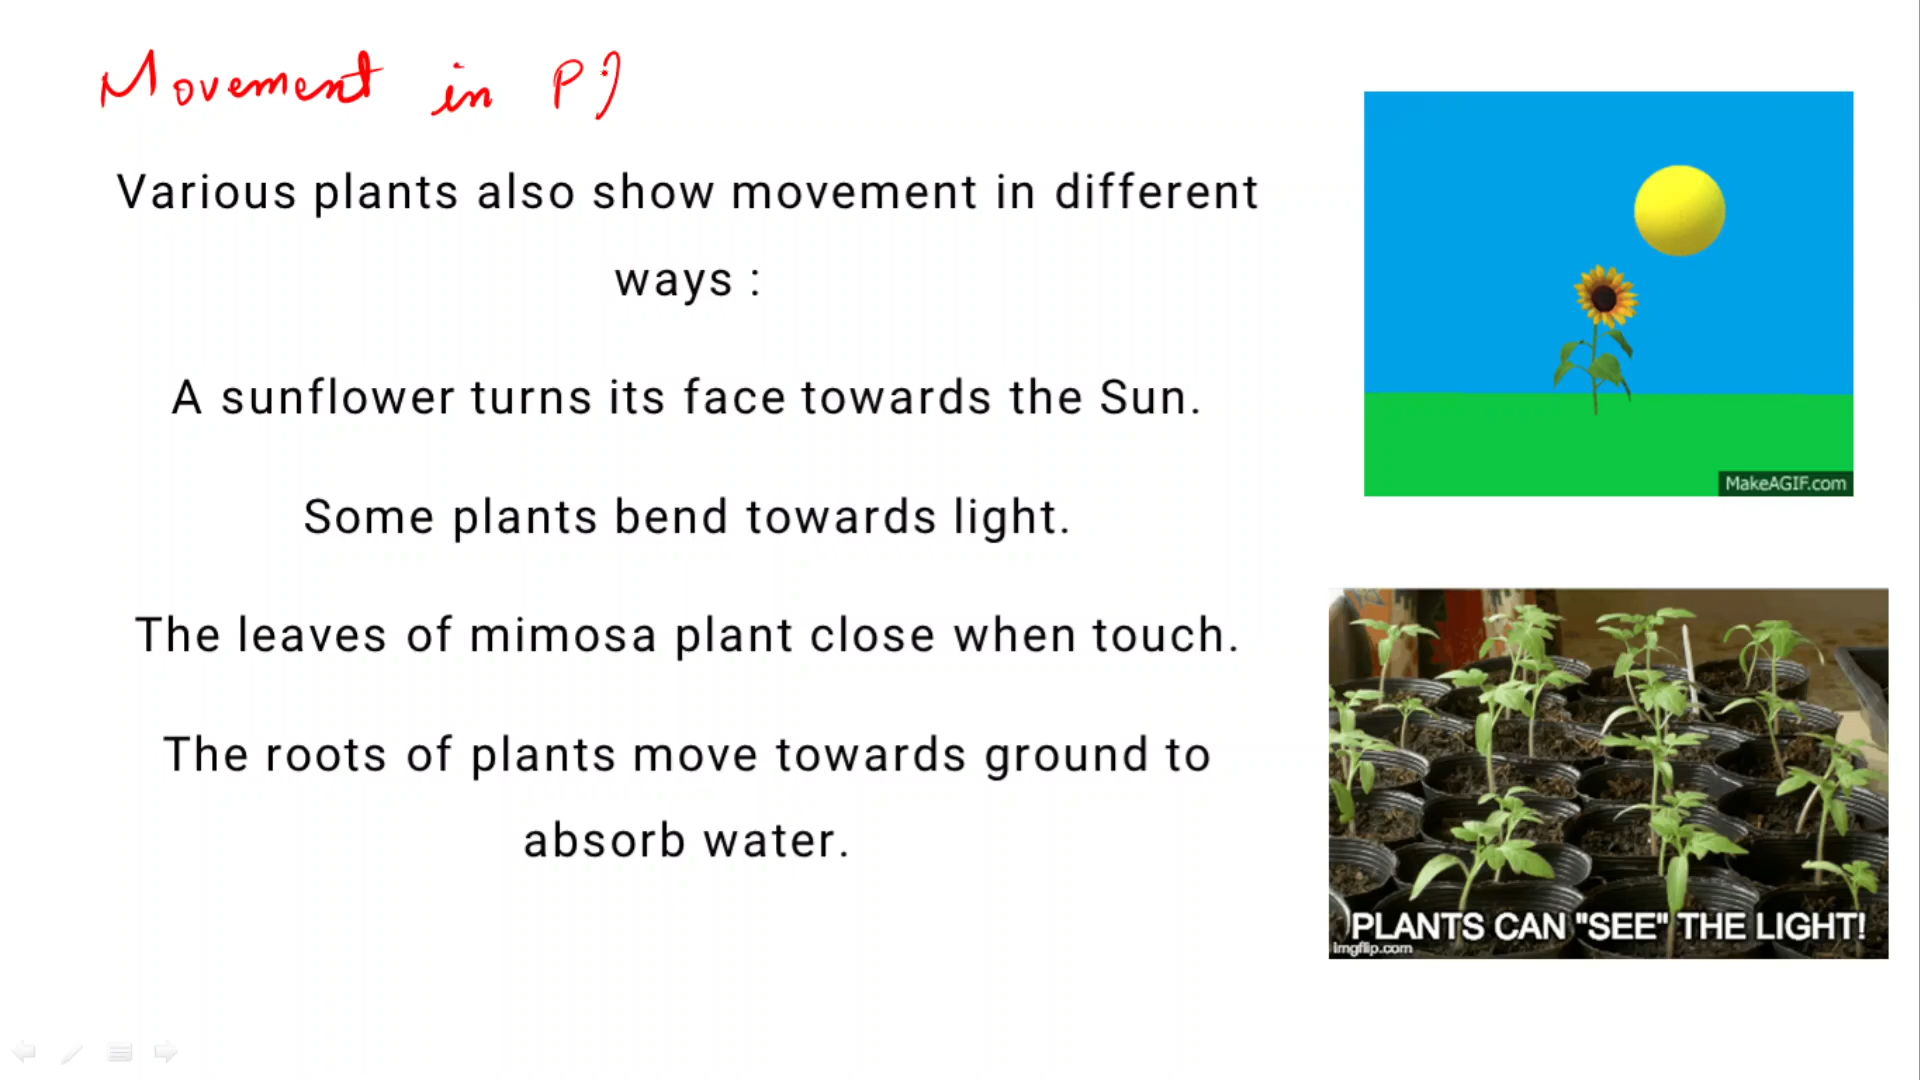 Movement in P
Various plants also show movement in different
ways :
A sunflower turns its face towards the Sun.
Some plants bend towards light.
The leaves of mimosa plant close when touch.
The roots of plants move towards ground to
absorb water.
MakeAGIF.com
PLANTS CAN "SEE" THE LIGHT!
imgflip.com